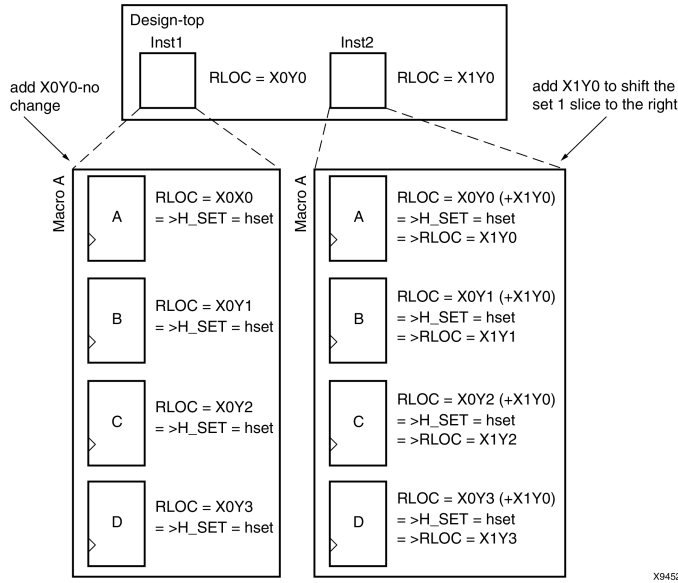 Design-top
Inst1
Inst2
RLOC = X0Y0
RLOC = X1Y0
add X0Y0-no
change
add X1Y0 to shift the
set 1 slice to the right
Macro A
A
RLOC = X0X0
= >H_SET = hset
B
RLOC = X0Y1
= >H_SET = hset
C
RLOC = X0Y2
= >H_SET = hset
D
RLOC = X0Y3
= >H_SET = hset
Macro A
A
RLOC = X0Y0 (+X1Y0)
= >H_SET = hset
= >RLOC = X1Y0
B
RLOC = X0Y1 (+X1Y0)
= >H_SET = hset
= >RLOC = X1Y1
C
RLOC = X0Y2 (+X1Y0)
= >H_SET = hset
= >RLOC = X1Y2
D
RLOC = X0Y3 (+X1Y0)
= >H_SET = hset
= >RLOC = X1Y3
X9452